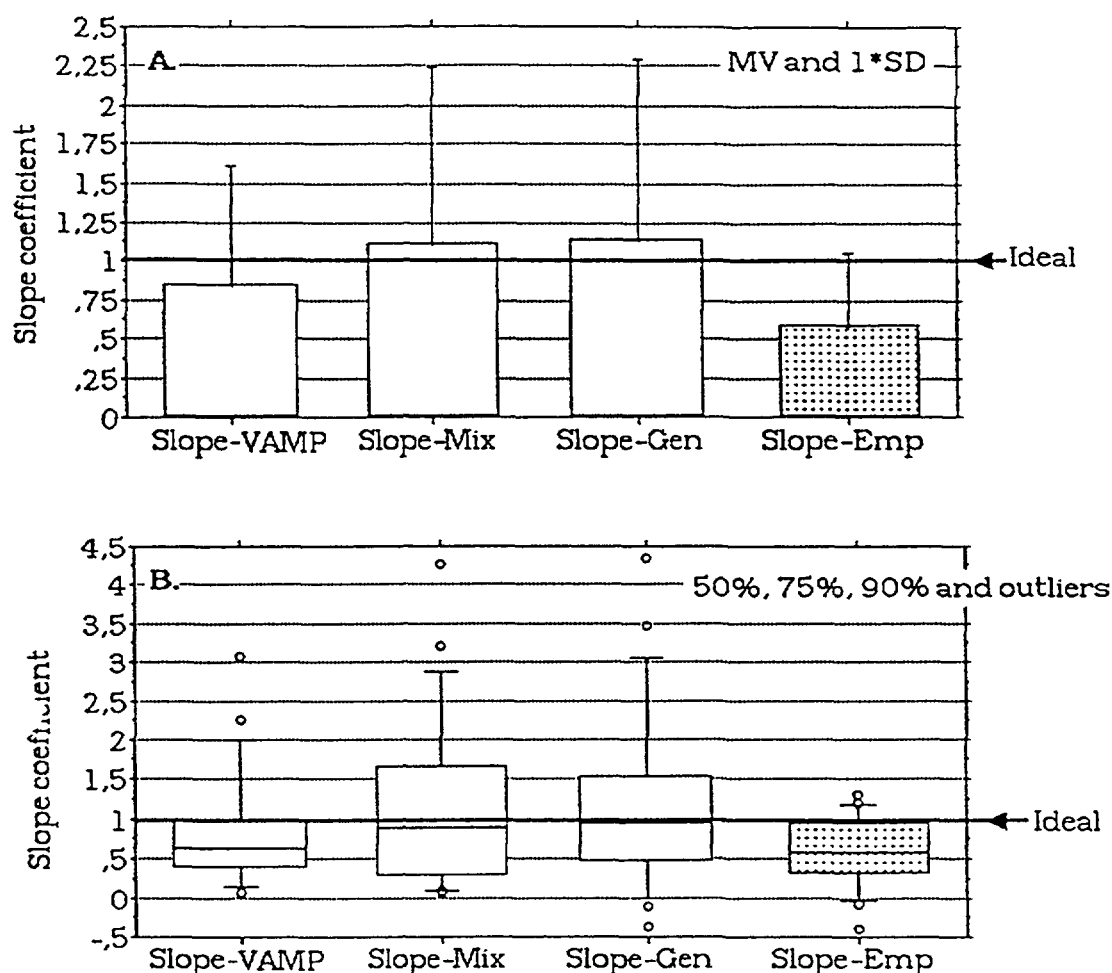 2,5
2,25
2
1,75
1,5
1,25
1
,75
,5
,25
0
Slope coefficient
A.
MV and 1*SD
Ideal
Slope-VAMP Slope-Mix Slope-Gen Slope-Emp
4,5
4
3,5
3
2,5
2
1,5
1
,5
0
-,5
Slope coefficient
B.
50%, 75%, 90% and outliers
Ideal
Slope-VAMP Slope-Mix Slope-Gen Slope-Emp